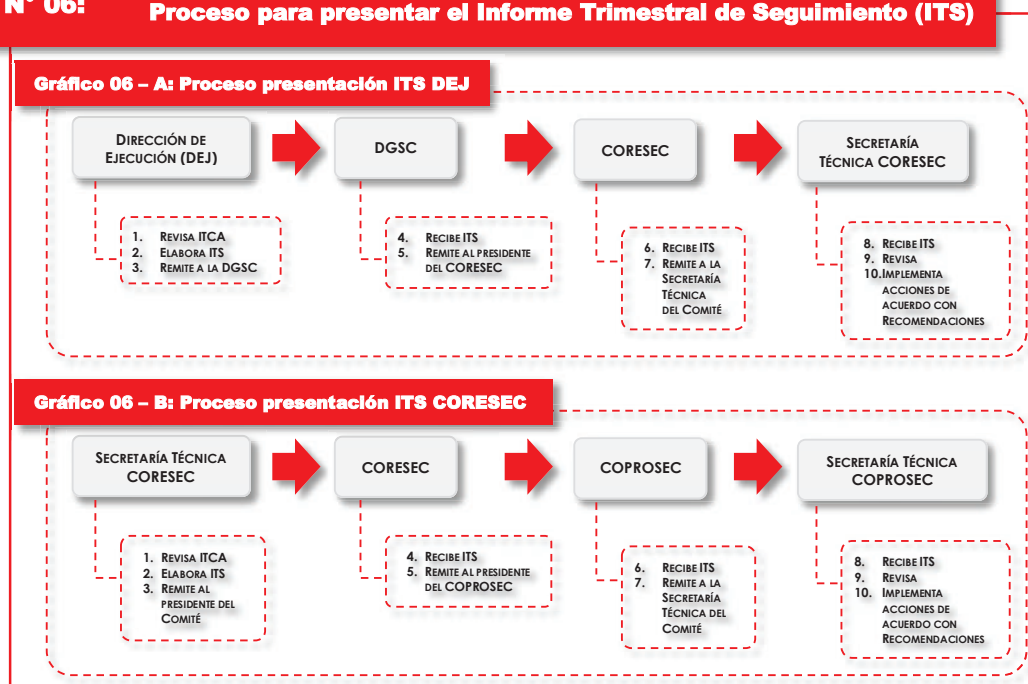 N° 06:
Proceso para presentar el Informe Trimestral de Seguimiento (ITS)
Gráfico 06 – A: Proceso presentación ITS DEJ
DIRECCIÓN DE
EJECUCIÓN (DEJ)
1. REVISA ITCA
2. ELABORA ITS
3. REMITE A LA DGSC
DGSC
4. RECIBE ITS
5. REMITE AL PRESIDENTE
DEL CORESEC
CORESEC
6. RECIBE ITS
7. REMITE A LA
SECRETARÍA
TÉCNICA
DEL COMITÉ
SECRETARÍA
TÉCNICA CORESEC
8. RECIBE ITS
9. REVISA
10.IMPLEMENTA
ACCIONES DE
ACUERDO CON
RECOMENDACIONES
Gráfico 06 – B: Proceso presentación ITS CORESEC
SECRETARÍA TÉCNICA
CORESEC
1. REVISA ITCA
2. ELABORA ITS
3. REMITE AL
PRESIDENTE DEL
COMITÉ
CORESEC
4. RECIBE ITS
5. REMITE AL PRESIDENTE
DEL COPROSEC
COPROSEC
6. RECIBE ITS
7. REMITE A LA
SECRETARÍA
TÉCNICA DEL
COMITÉ
SECRETARÍA TÉCNICA
COPROSEC
8. RECIBE ITS
9. REVISA
10. IMPLEMENTA
ACCIONES DE
ACUERDO CON
RECOMENDACIONES